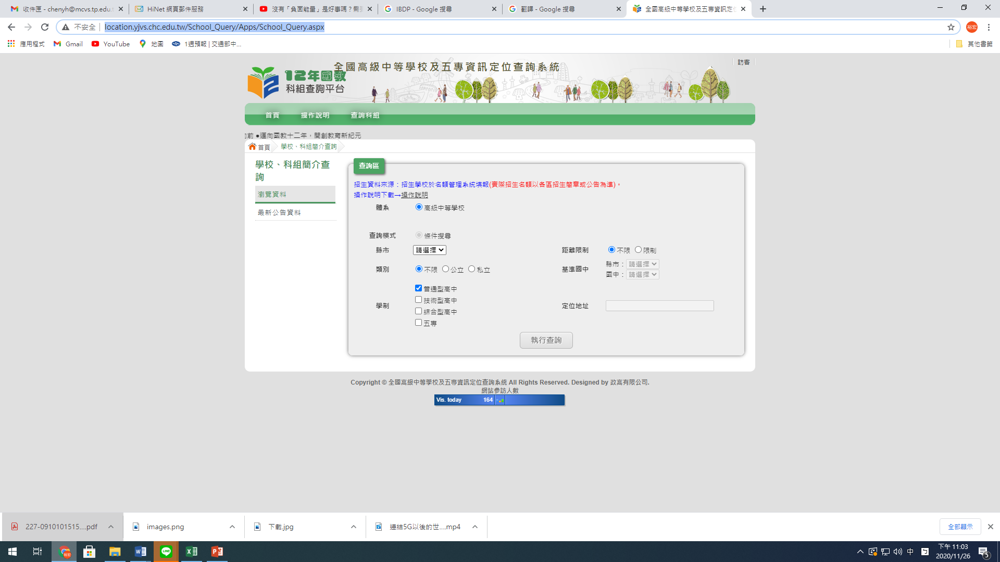 收件匣 - chenyh@mcvs.tp.edu.t
HiNet 網頁郵件服務
沒有「負面能量」是好事嗎？需
IBDP - Google 搜尋
翻譯 - Google 搜尋
全國高級中等學校及五專資訊定位
不安全
location.yjvs.chc.edu.tw/School_Query/Apps/School_Query.aspx
裕宏
應用程式
Gmail
YouTube
地圖
1週預報 | 交通部中...
其他書籤
全國高級中等學校及五專資訊定位查詢系統
訪客
12年國教
科組查詢平台
首頁
操作說明
查詢科組
前 ●邁向國教十二年，開創教育新紀元
首頁
學校、科組簡介查詢
學校、科組簡介查
詢
瀏覽資料
最新公告資料
查詢區
招生資料來源：招生學校於名額管理系統填報(實際招生名額以各區招生簡章或公告為準)。
操作說明下載→操作說明
體系
高級中等學校
查詢模式
條件搜尋
縣市
請選擇
距離限制
不限 限制
類別
不限 公立 私立
基準國中
縣市：請選擇
國中：請選擇
學制
普通型高中
技術型高中
綜合型高中
五專
定位地址
執行查詢
Copyright © 全國高級中等學校及五專資訊定位查詢系統 All Rights Reserved. Designed by 政高有限公司.
網站參訪人數
Vis. today 164
227-0910101515....pdf
images.png
下載.jpg
連結5G以後的世....mp4
全部顯示
裕宏
LINE
中
下午 11:03
2020/11/26
5